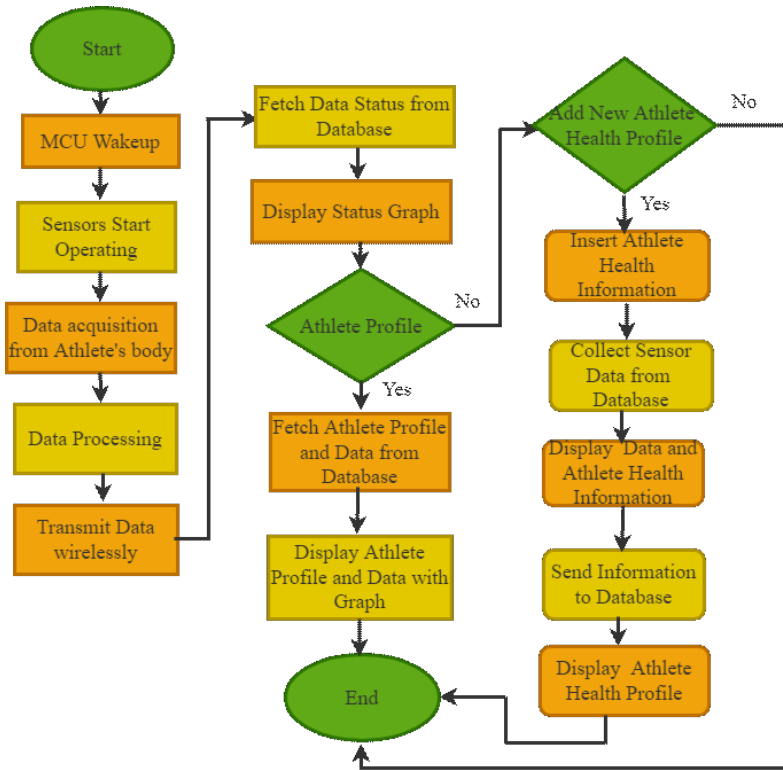 Start
MCU Wakeup
Sensors Start
Operating
Data acquisition
from Athlete's body
Data Processing
Transmit Data
wirelessly
Fetch Data Status from
Database
Display Status Graph
Athlete Profile
No
Yes
Fetch Athlete Profile
and Data from
Database
Display Athlete
Profile and Data with
Graph
End
Add New Athlete
Health Profile
No
Yes
Insert Athlete
Health
Information
Collect Sensor
Data from
Database
Display Data and
Athlete Health
Information
Send Information
to Database
Display Athlete
Health Profile